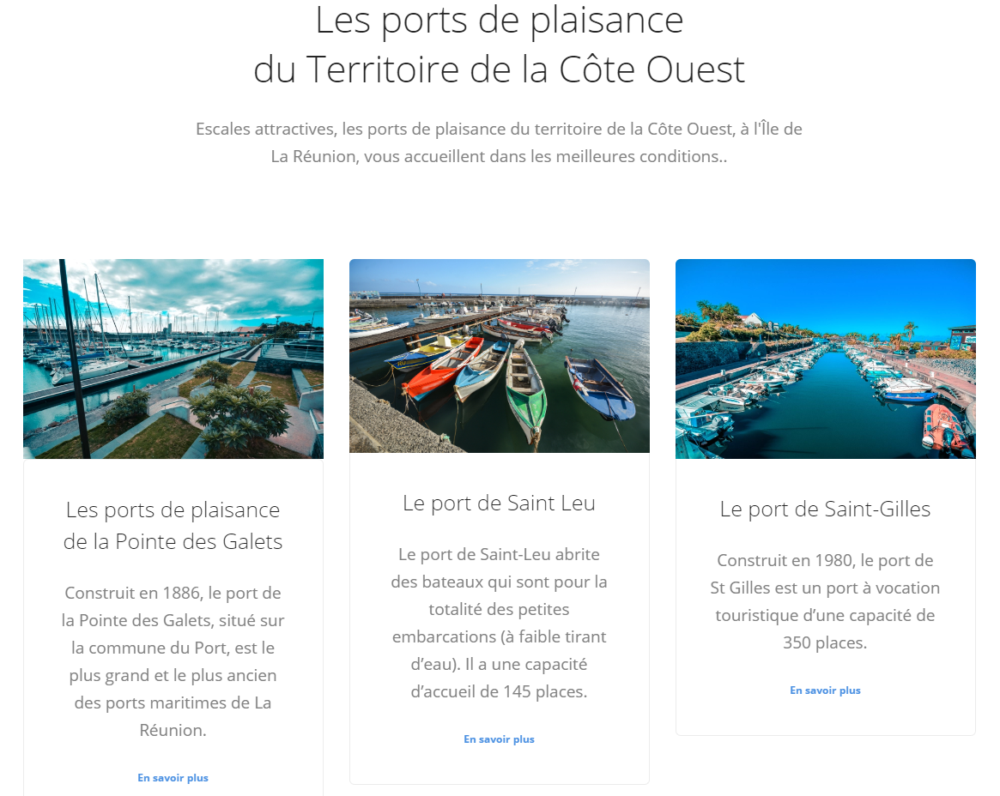 Les ports de plaisance
du Territoire de la Côte Ouest
Escales attractives, les ports de plaisance du territoire de la Côte Ouest, à l'Île de
La Réunion, vous accueillent dans les meilleures conditions..
Les ports de plaisance
de la Pointe des Galets
Construit en 1886, le port de
la Pointe des Galets, situé sur
la commune du Port, est le
plus grand et le plus ancien
des ports maritimes de La
Réunion.
En savoir plus
Le port de Saint Leu
Le port de Saint-Leu abrite
des bateaux qui sont pour la
totalité des petites
embarcations (à faible tirant
d’eau). Il a une capacité
d’accueil de 145 places.
En savoir plus
Le port de Saint-Gilles
Construit en 1980, le port de
St Gilles est un port à vocation
touristique d’une capacité de
350 places.
En savoir plus